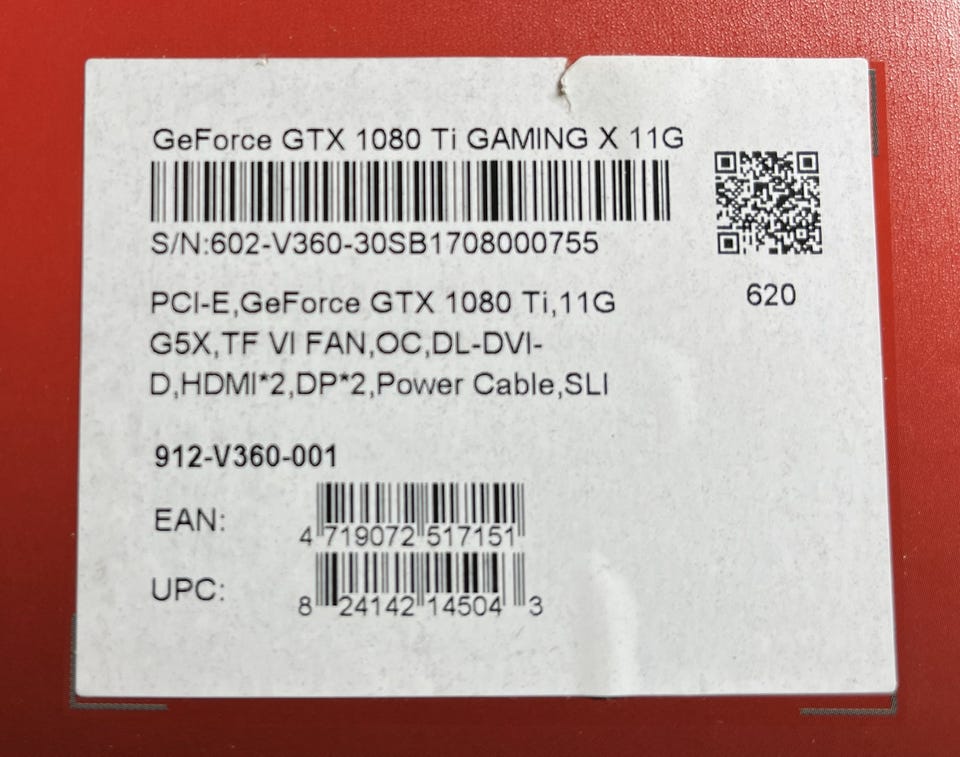 GeForce GTX 1080 Ti GAMING X 11G
S/N:602-V360-30SB1708000755
620
PCI-E,GeForce GTX 1080 Ti,11G
G5X,TF VI FAN,OC,DL-DVI-
D,HDMI*2,DP*2,Power Cable,SLI
912-V360-001
EAN: 4 719072 517151
UPC: 8 24142 14504 3